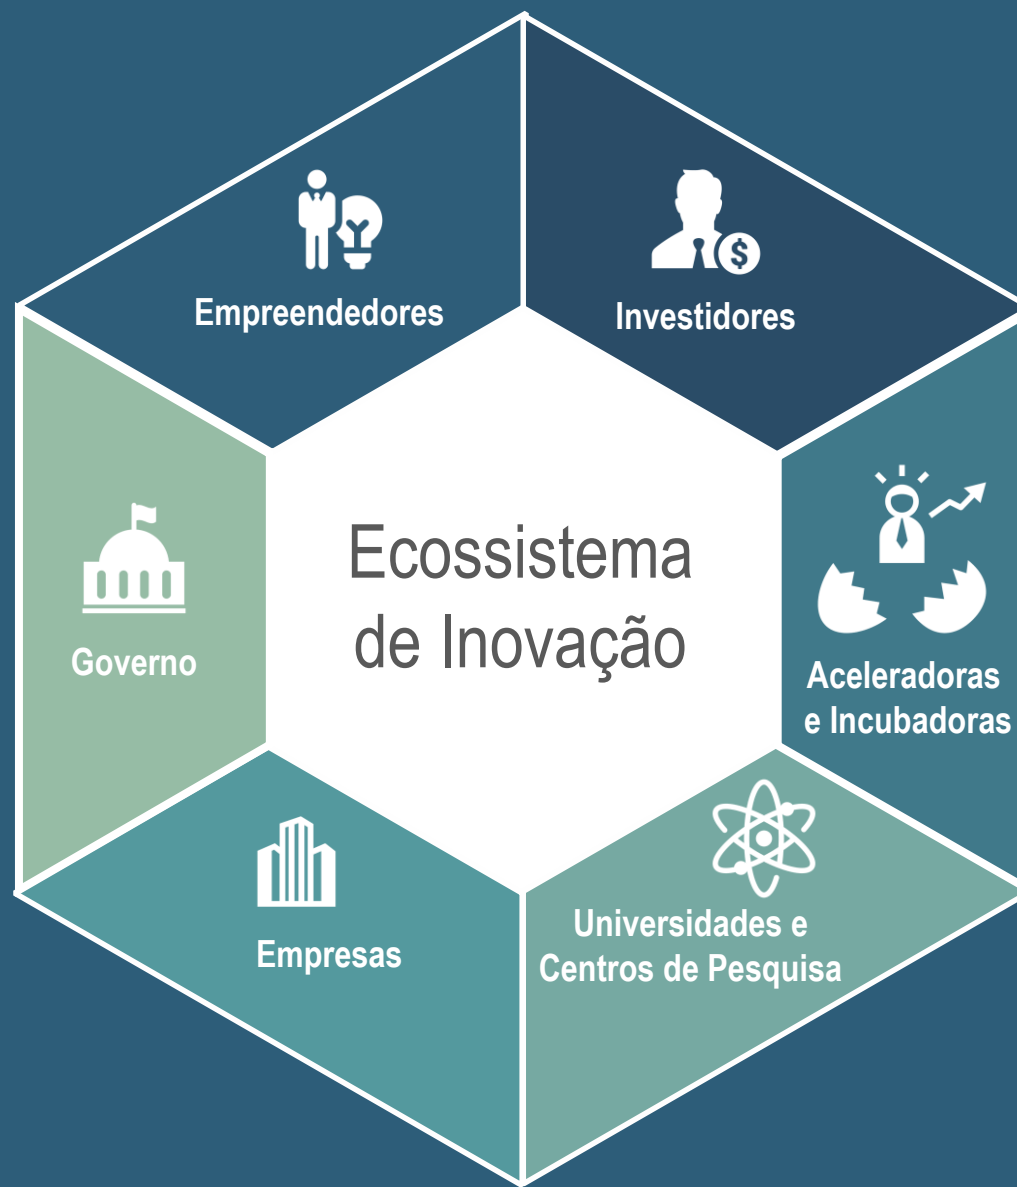 Empreendedores
Investidores
Governo
Ecossistema
de Inovação
Aceleradoras
e Incubadoras
Empresas
Universidades e
Centros de Pesquisa
$